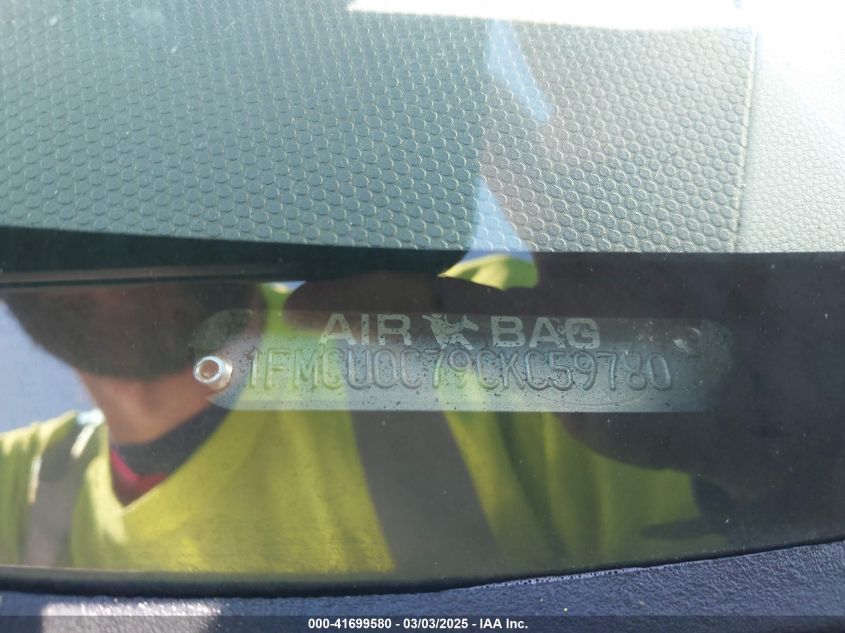 AIR BAG
1FMCU0C79CKC59780
000-41699580 - 03/03/2025 - IAA Inc.